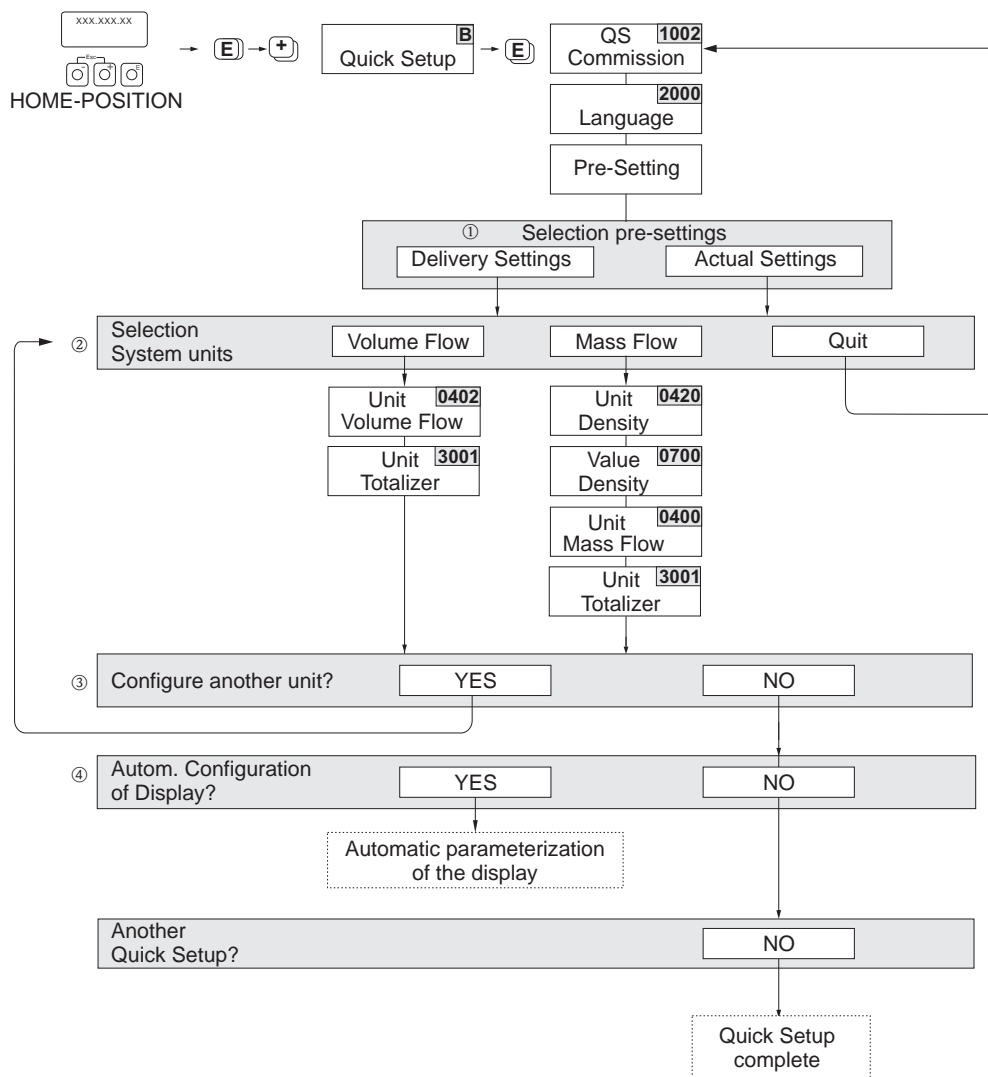 xxx.xxx.xx
Esc
- + E
HOME-POSITION
E
+
B
Quick Setup
E
QS 1002
Commission
2000
Language
Pre-Setting
① Selection pre-settings
Delivery Settings
Actual Settings
②
Selection
System units
Volume Flow
Mass Flow
Quit
Unit 0402
Volume Flow
Unit 3001
Totalizer
Unit 0420
Density
Value 0700
Density
Unit 0400
Mass Flow
Unit 3001
Totalizer
③ Configure another unit?
YES
NO
④
Autom. Configuration
of Display?
YES
NO
Automatic parameterization
of the display
Another
Quick Setup?
NO
Quick Setup
complete